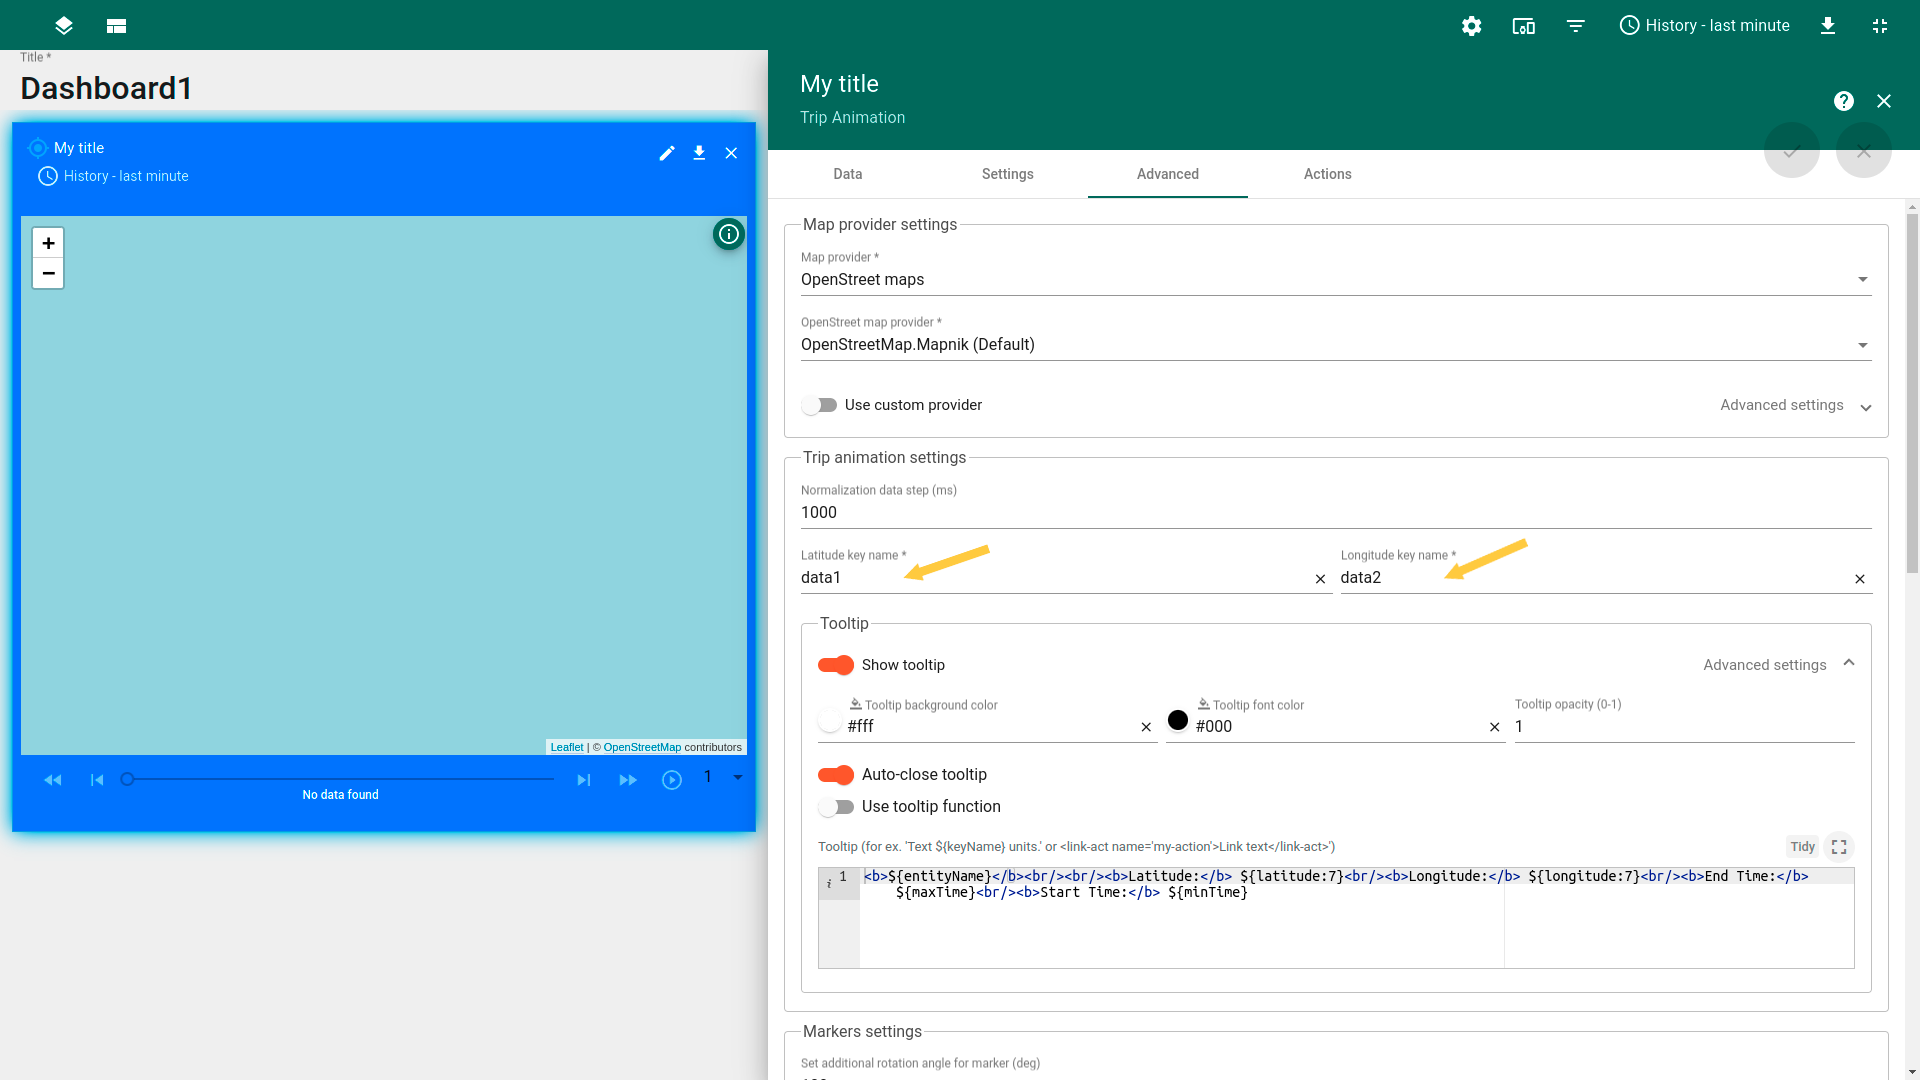 History - last minute
Title *
Dashboard1
My title
History - last minute
+
−
Leaflet | © OpenStreetMap contributors
1
No data found
My title
Trip Animation
Data
Settings
Advanced
Actions
Map provider settings
Map provider *
OpenStreet maps
OpenStreet map provider *
OpenStreetMap.Mapnik (Default)
Use custom provider
Advanced settings
Trip animation settings
Normalization data step (ms)
1000
Latitude key name *
data1
Longitude key name *
data2
Tooltip
Show tooltip
Advanced settings
Tooltip background color
#fff
Tooltip font color
#000
Tooltip opacity (0-1)
1
Auto-close tooltip
Use tooltip function
Tooltip (for ex. 'Text ${keyName} units.' or <link-act name='my-action'>Link text</link-act>')
Tidy
1
<b>${entityName}</b><br/><br/><b>Latitude:</b> ${latitude:7}<br/><b>Longitude:</b> ${longitude:7}<br/><b>End Time:</b>
${maxTime}<br/><b>Start Time:</b> ${minTime}
Markers settings
Set additional rotation angle for marker (deg)